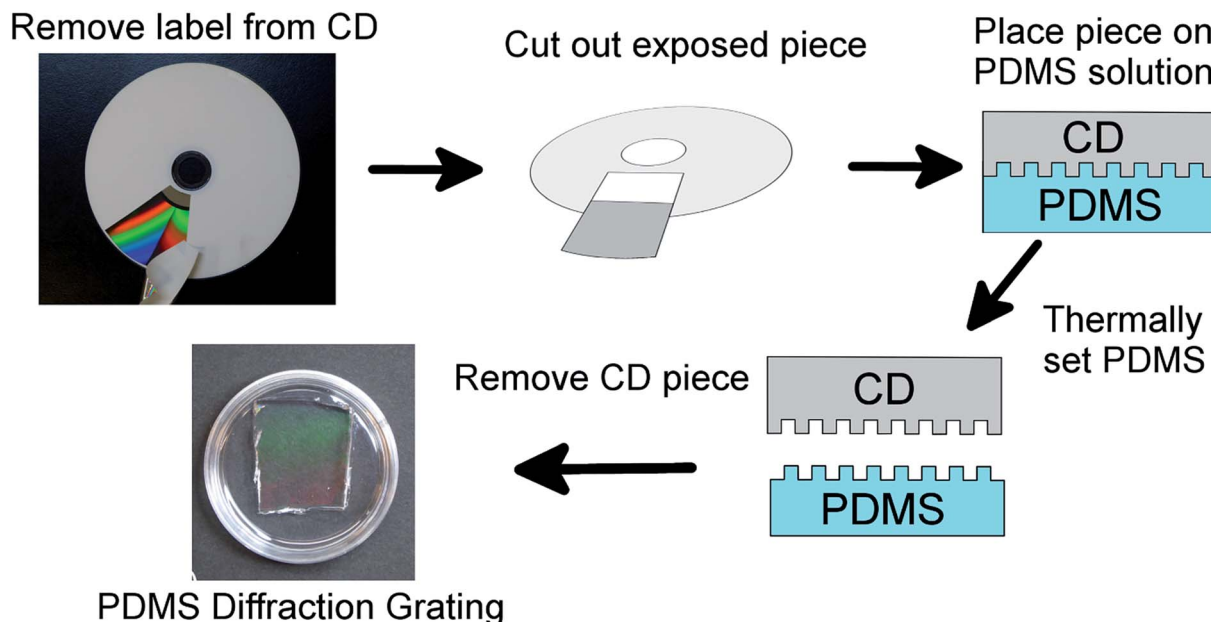 Remove label from CD
Cut out exposed piece
Place piece on
PDMS solution
CD
PDMS
Thermally
set PDMS
CD
PDMS
Remove CD piece
PDMS Diffraction Grating